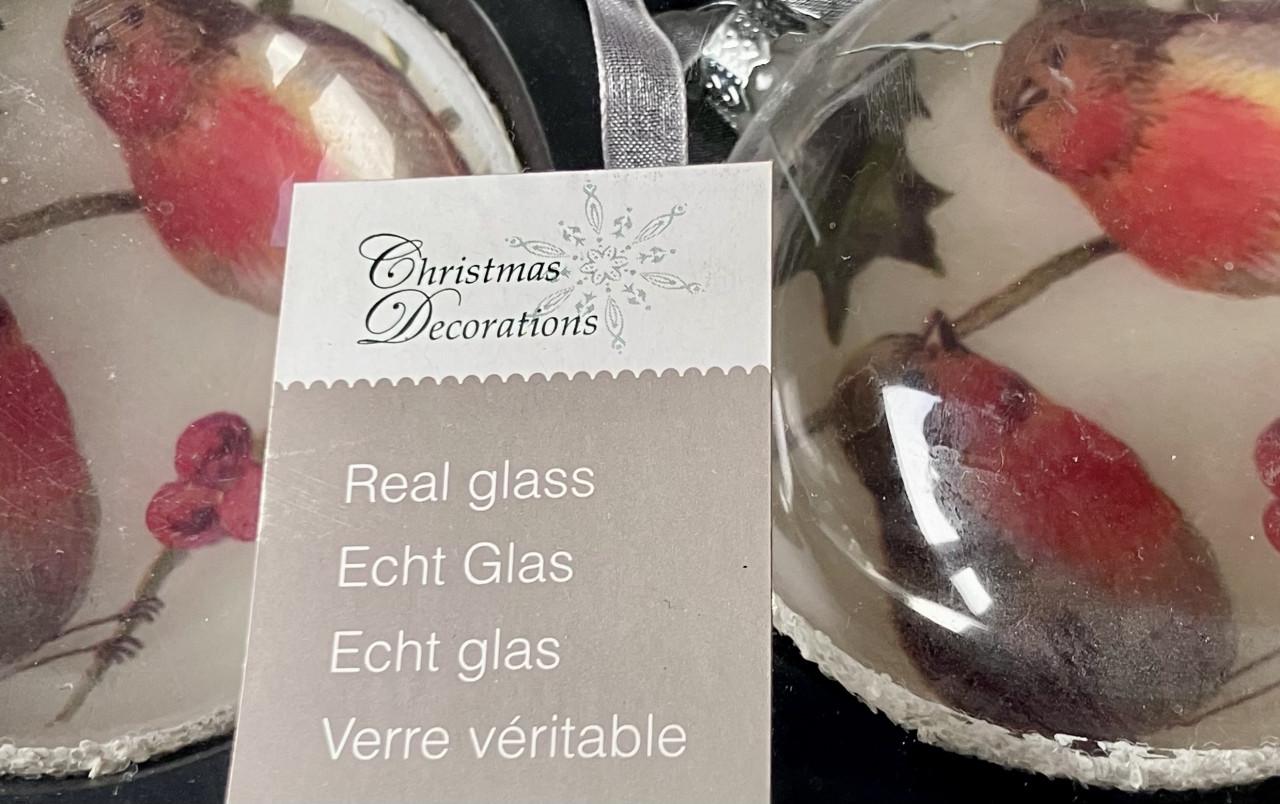 Christmas
Decorations
Real glass
Echt Glas
Echt glas
Verre véritable